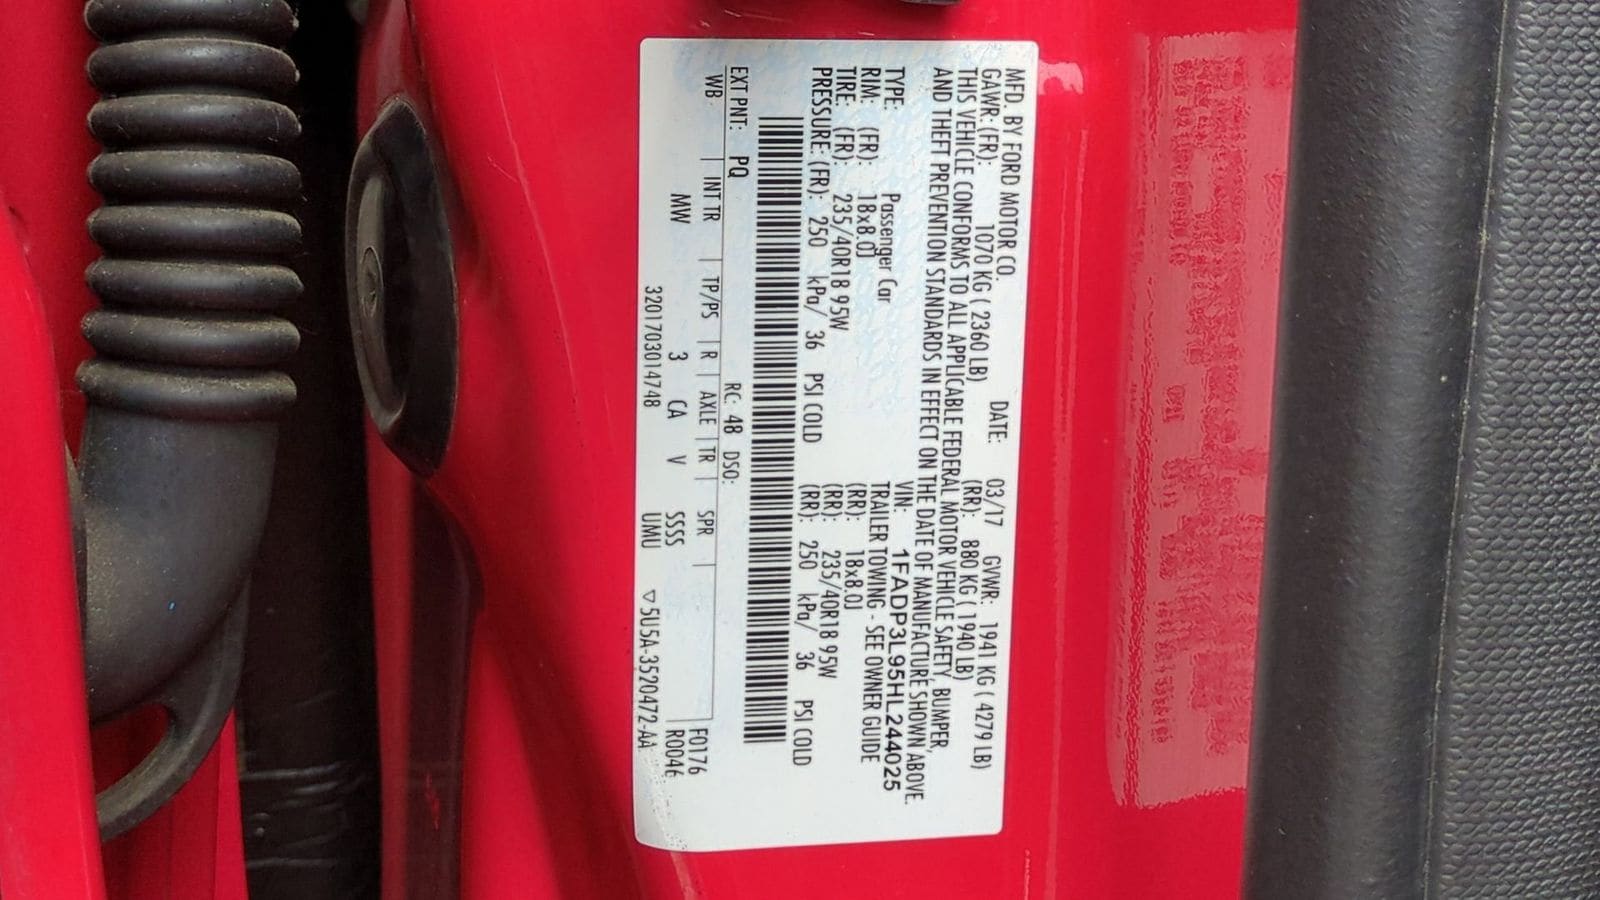 MFD. BY FORD MOTOR CO.
DATE: 03/17 GVWR: 1941 KG ( 4279 LB)
GAWR: (FR): 1070 KG ( 2360 LB) (RR): 880 KG ( 1940 LB)
THIS VEHICLE CONFORMS TO ALL APPLICABLE FEDERAL MOTOR VEHICLE SAFETY, BUMPER,
AND THEFT PREVENTION STANDARDS IN EFFECT ON THE DATE OF MANUFACTURE SHOWN ABOVE.
VIN: 1FADP3L95HL244025
TYPE: Passenger Car TRAILER TOWING - SEE OWNER GUIDE
RIM: (FR): 18x8.0J (RR): 18x8.0J
TIRE: (FR): 235/40R18 95W (RR): 235/40R18 95W
PRESSURE: (FR): 250 kPa/ 36 PSI COLD (RR): 250 kPa/ 36 PSI COLD
EXT PNT: PQ RC: 48 DSO: F0176
WB INT TR TP/PS R AXLE TR SPR R0046
MW 3 CA V SSSS
3201703014748 UMU ▽5U5A-3520472-AA